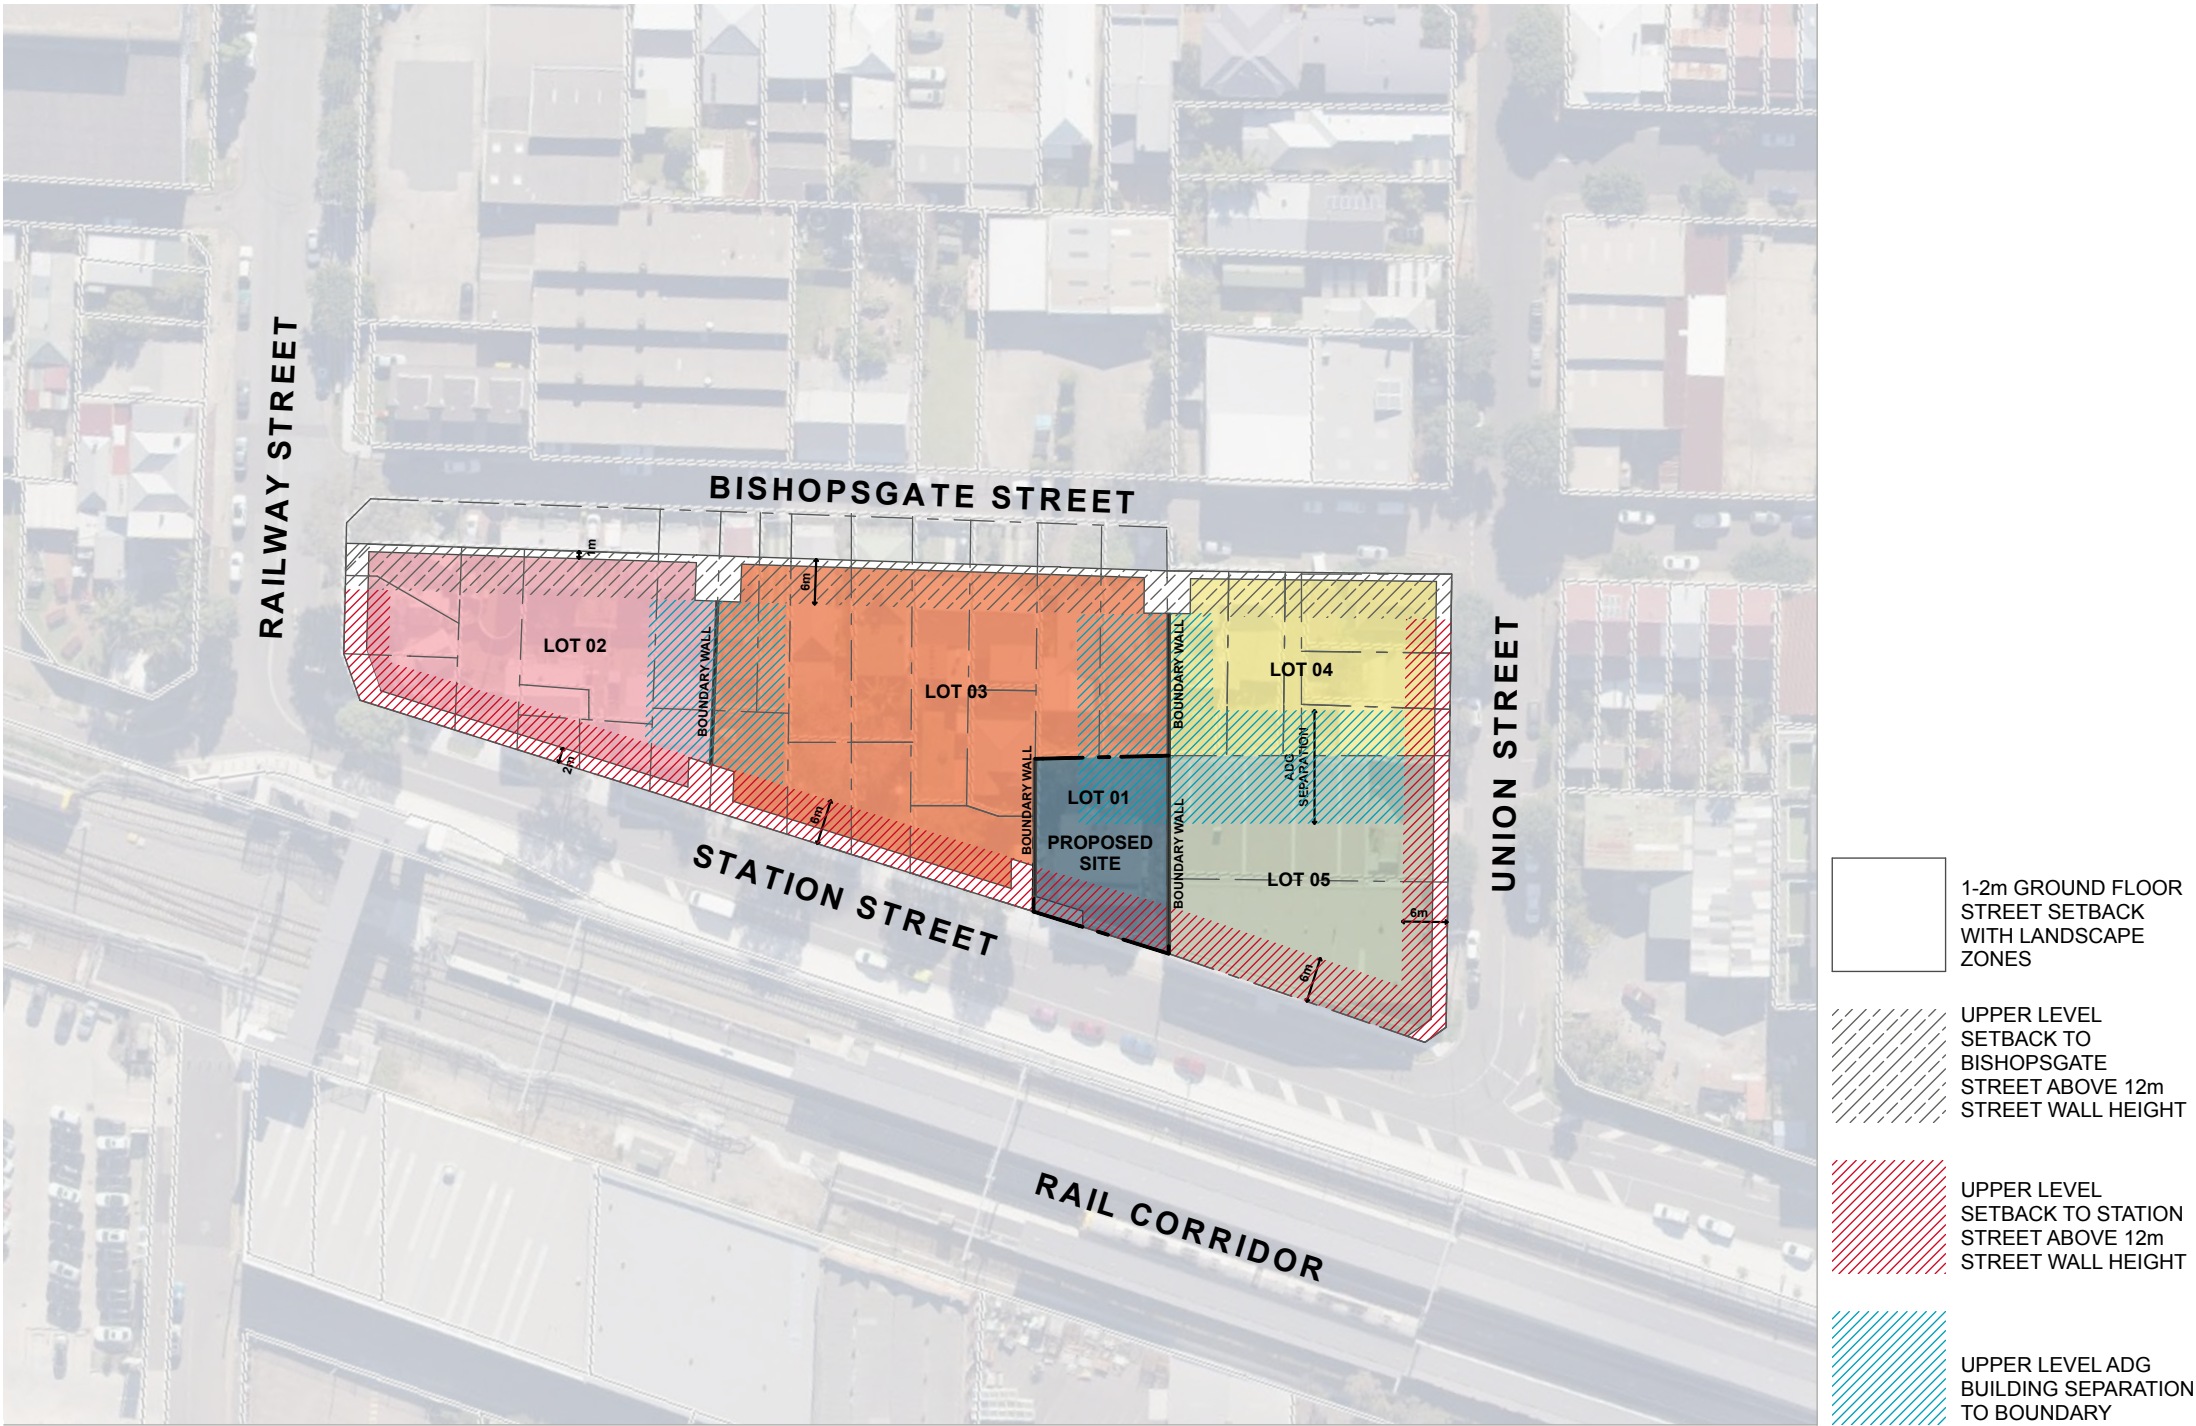 RAILWAY STREET
BISHOPSGATE STREET
1m
6m
LOT 02
BOUNDARY WALL
LOT 03
BOUNDARY WALL
LOT 04
UNION STREET
ADG
SEPARATION
2m
6m
BOUNDARY WALL
LOT 01
PROPOSED
SITE
BOUNDARY WALL
LOT 05
6m
6m
STATION STREET
RAIL CORRIDOR
1-2m GROUND FLOOR
STREET SETBACK
WITH LANDSCAPE
ZONES
UPPER LEVEL
SETBACK TO
BISHOPSGATE
STREET ABOVE 12m
STREET WALL HEIGHT
UPPER LEVEL
SETBACK TO STATION
STREET ABOVE 12m
STREET WALL HEIGHT
UPPER LEVEL ADG
BUILDING SEPARATION
TO BOUNDARY